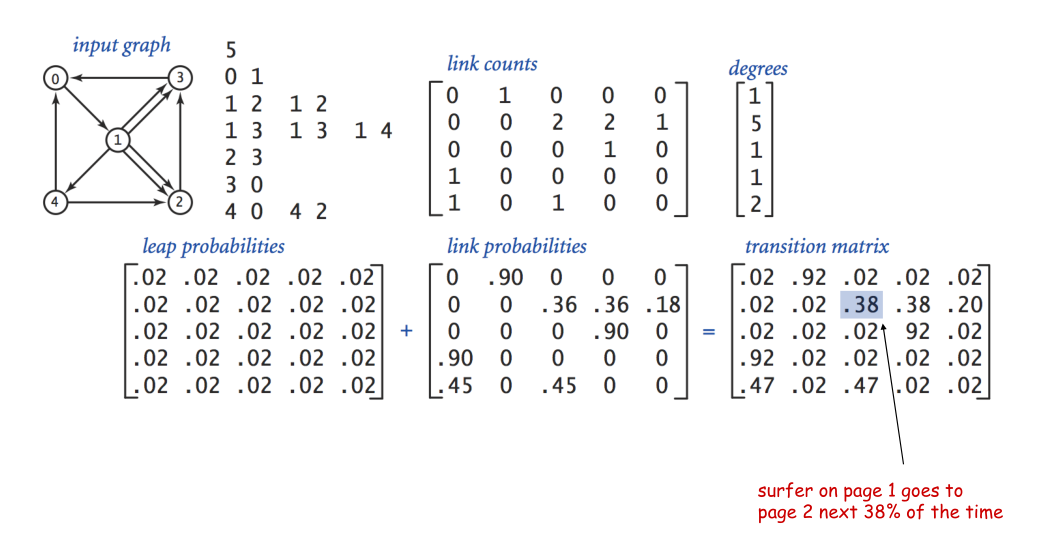 input graph
0
3
1
4
2
5
0 1
1 2 1 2
1 3 1 3 1 4
2 3
3 0
4 0 4 2
link counts
0 1 0 0 0
0 0 2 2 1
0 0 0 1 0
1 0 0 0 0
1 0 1 0 0
degrees
1
5
1
1
2
leap probabilities
.02 .02 .02 .02 .02
.02 .02 .02 .02 .02
.02 .02 .02 .02 .02
.02 .02 .02 .02 .02
.02 .02 .02 .02 .02
+
link probabilities
0 .90 0 0 0
0 0 .36 .36 .18
0 0 0 .90 0
.90 0 0 0 0
.45 0 .45 0 0
=
transition matrix
.02 .92 .02 .02 .02
.02 .02 .38 .38 .20
.02 .02 .02 92 .02
.92 .02 .02 .02 .02
.47 .02 .47 .02 .02
surfer on page 1 goes to
page 2 next 38% of the time